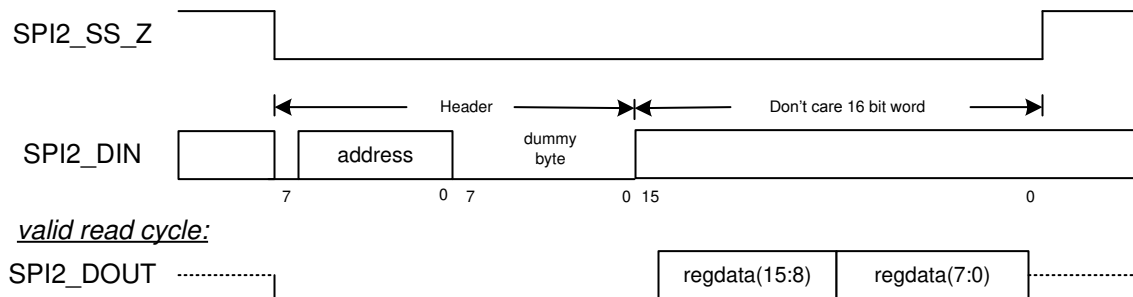 SPI2_SS_Z
Header
Don't care 16 bit word
SPI2_DIN
address
dummy
byte
7 0 7 0 15 0
valid read cycle:
SPI2_DOUT
regdata(15:8) regdata(7:0)